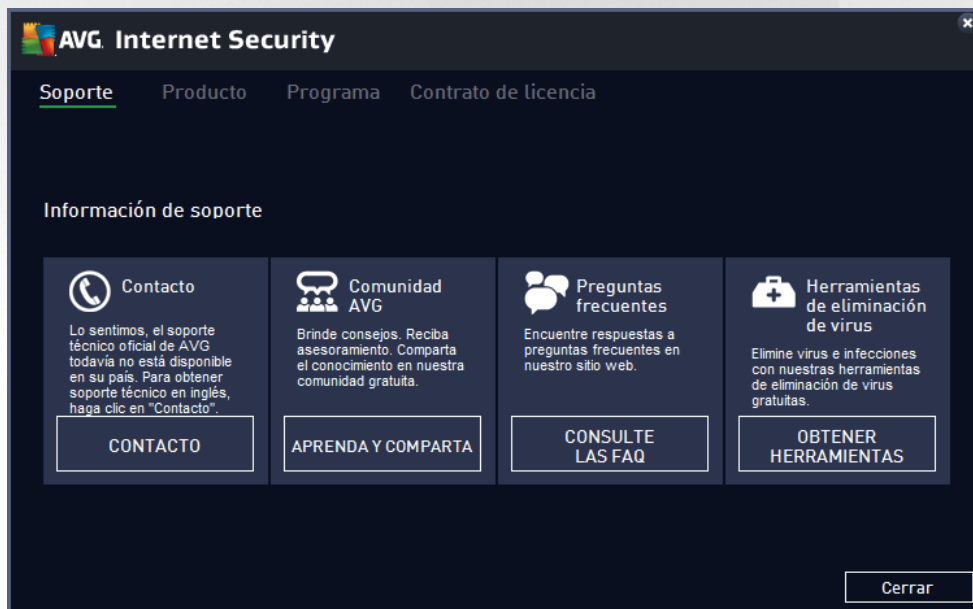 AVG. Internet Security
Soporte Producto Programa Contrato de licencia
Información de soporte
Contacto
Lo sentimos, el soporte
técnico oficial de AVG
todavía no está disponible
en su país. Para obtener
soporte técnico en inglés,
haga clic en "Contacto".
CONTACTO
Comunidad
AVG
Brinde consejos. Reciba
asesoramiento. Comparta
el conocimiento en nuestra
comunidad gratuita.
APRENDA Y COMPARTA
Preguntas
frecuentes
Encuentre respuestas a
preguntas frecuentes en
nuestro sitio web.
CONSULTE
LAS FAQ
Herramientas
de eliminación
de virus
Elimine virus e infecciones
con nuestras herramientas
de eliminación de virus
gratuitas.
OBTENER
HERRAMIENTAS
Cerrar